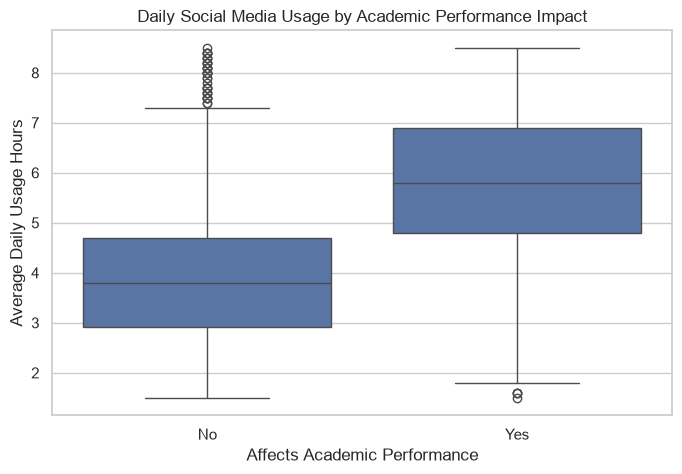 Daily Social Media Usage by Academic Performance Impact
Average Daily Usage Hours
8
7
6
5
4
3
2
No
Yes
Affects Academic Performance